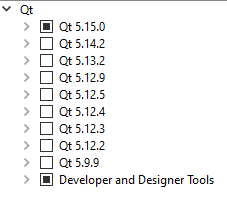 Qt
Qt 5.15.0
Qt 5.14.2
Qt 5.13.2
Qt 5.12.9
Qt 5.12.5
Qt 5.12.4
Qt 5.12.3
Qt 5.12.2
Qt 5.9.9
Developer and Designer Tools